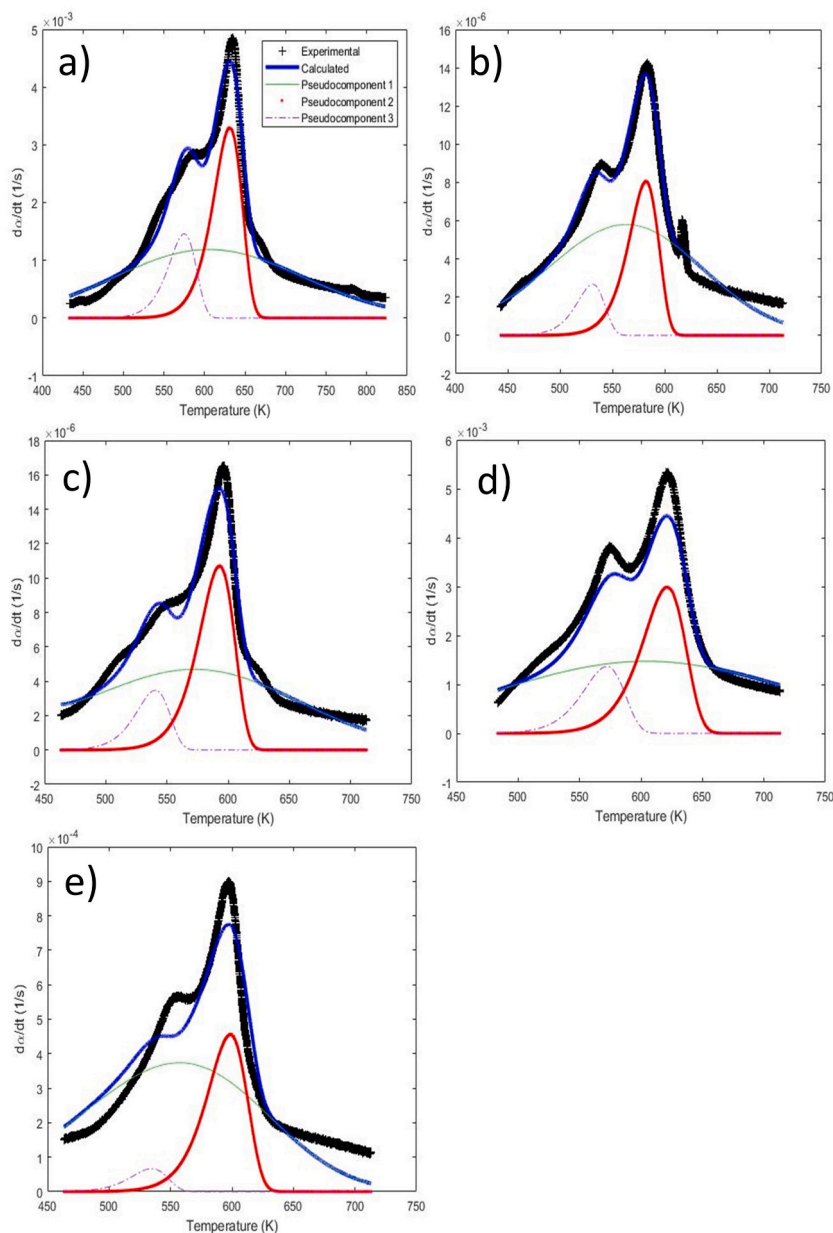 a)
×10⁻³
5
4
3
2
1
0
-1
400 450 500 550 600 650 700 750 800 850
Temperature (K)
dα/dt (1/s)
Experimental
Calculated
Pseudocomponent 1
Pseudocomponent 2
Pseudocomponent 3
b)
×10⁻⁶
16
14
12
10
8
6
4
2
0
-2
400 450 500 550 600 650 700 750
Temperature (K)
dα/dt (1/s)
c)
×10⁻⁶
18
16
14
12
10
8
6
4
2
0
-2
450 500 550 600 650 700 750
Temperature (K)
dα/dt (1/s)
d)
×10⁻³
6
5
4
3
2
1
0
-1
450 500 550 600 650 700 750
Temperature (K)
dα/dt (1/s)
e)
×10⁻⁴
10
9
8
7
6
5
4
3
2
1
0
450 500 550 600 650 700 750
Temperature (K)
dα/dt (1/s)